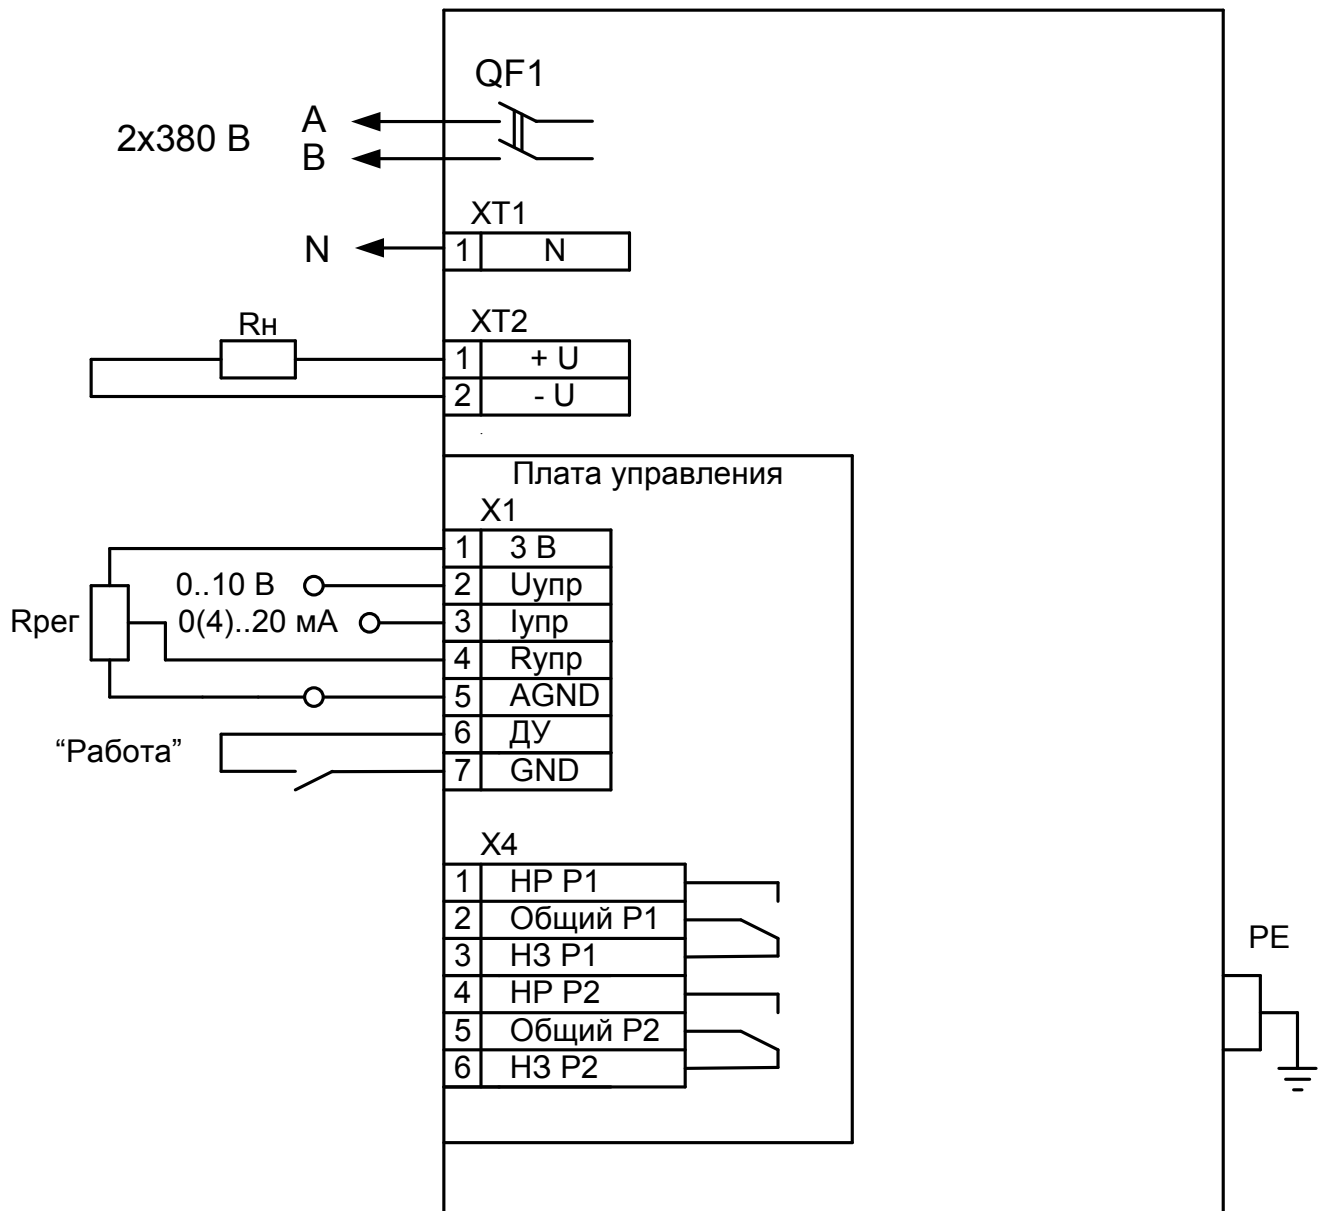 QF1
2x380 В
A
B
XT1
N
1 N
Rн
XT2
1 + U
2 - U
Плата управления
X1
1 3 В
0..10 В 2 Uупр
Rрег 0(4)..20 мА 3 Iупр
4 Rупр
5 AGND
“Работа” 6 ДУ
7 GND
X4
1 НР Р1
2 Общий Р1
3 НЗ Р1
4 НР Р2
5 Общий Р2
6 НЗ Р2
PE